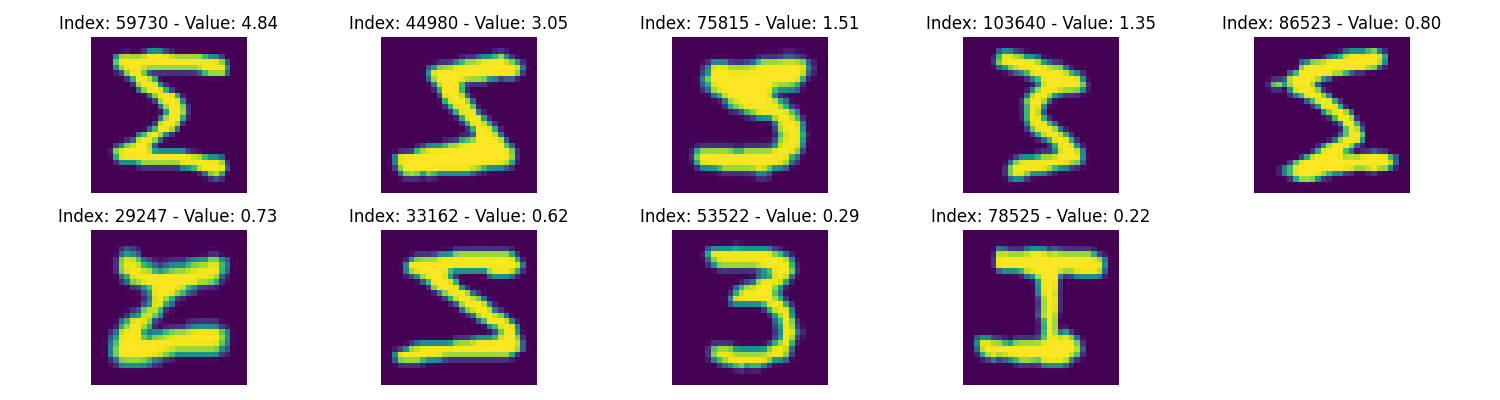 Index: 59730 - Value: 4.84 Index: 44980 - Value: 3.05 Index: 75815 - Value: 1.51 Index: 103640 - Value: 1.35 Index: 86523 - Value: 0.80
Index: 29247 - Value: 0.73 Index: 33162 - Value: 0.62 Index: 53522 - Value: 0.29 Index: 78525 - Value: 0.22
3 I